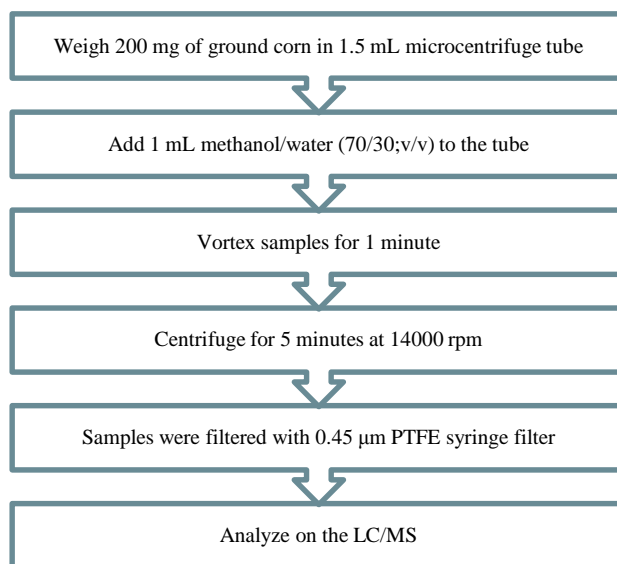 Weigh 200 mg of ground corn in 1.5 mL microcentrifuge tube
Add 1 mL methanol/water (70/30;v/v) to the tube
Vortex samples for 1 minute
Centrifuge for 5 minutes at 14000 rpm
Samples were filtered with 0.45 μm PTFE syringe filter
Analyze on the LC/MS